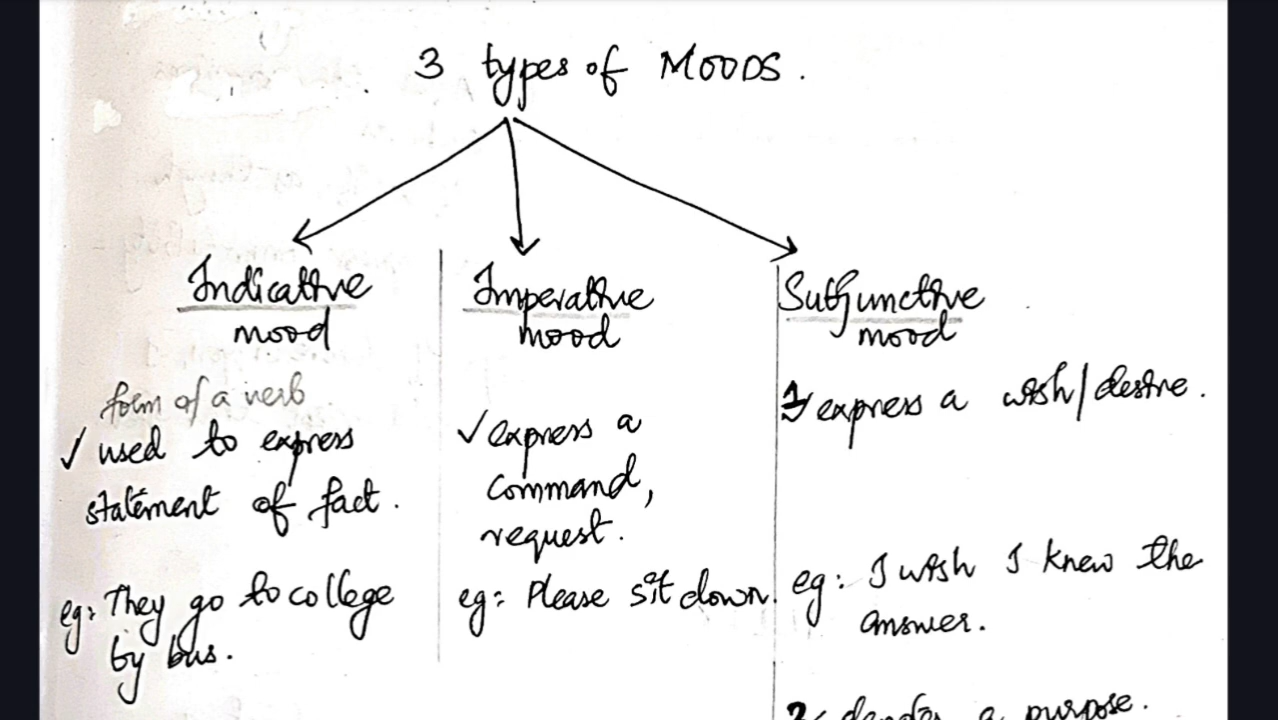 3 types of MOODS.
Indicative
mood
form of a verb
✓ used to express
statement of fact.
eg: They go to college
by bus.
Imperative
mood
✓ express a
command,
request.
eg: Please sit down.
Subjunctive
mood
1 express a wish/desire.
eg: I wish I knew the
answer.
2 denotes a purpose.